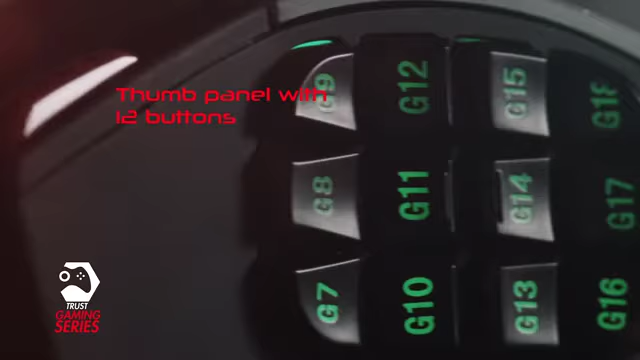 Thumb panel with
12 buttons
G9
G12
G15
G18
G8
G11
G14
G17
G7
G10
G13
G16
TRUST
GAMING
SERIES